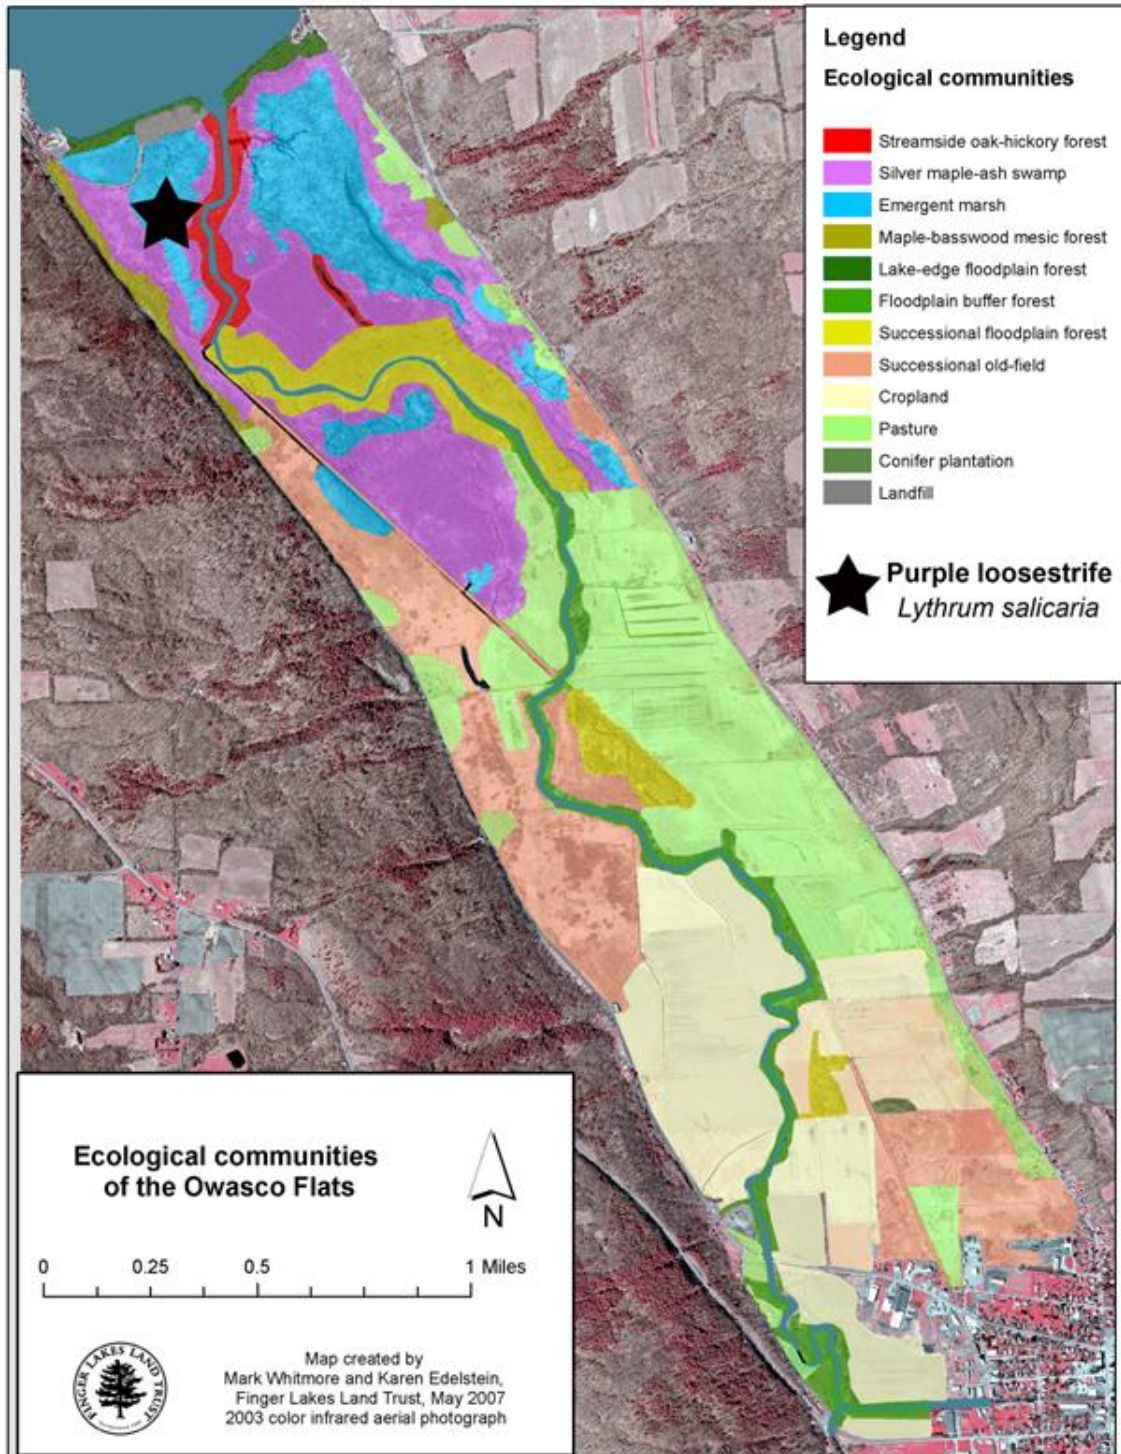 Legend
Ecological communities
Streamside oak-hickory forest
Silver maple-ash swamp
Emergent marsh
Maple-basswood mesic forest
Lake-edge floodplain forest
Floodplain buffer forest
Successional floodplain forest
Successional old-field
Cropland
Pasture
Conifer plantation
Landfill
Purple loosestrife
Lythrum salicaria
Ecological communities
of the Owasco Flats
N
0 0.25 0.5 1 Miles
FINGER LAKES LAND TRUST
Map created by
Mark Whitmore and Karen Edelstein,
Finger Lakes Land Trust, May 2007
2003 color infrared aerial photograph